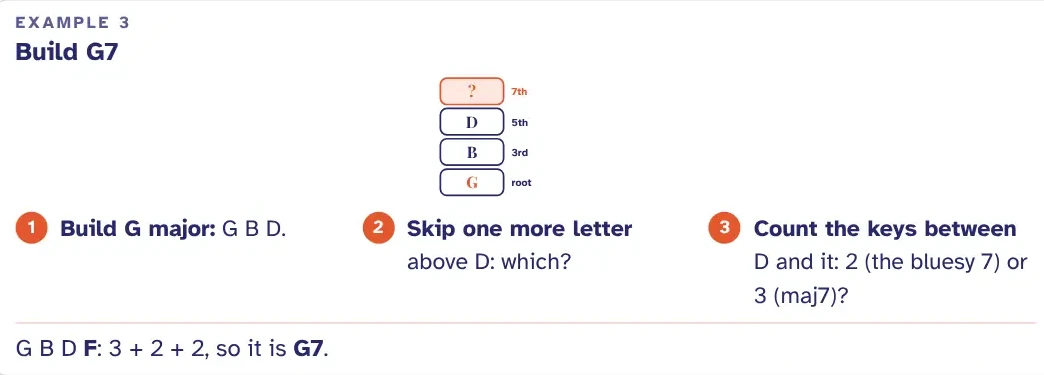 EXAMPLE 3
Build G7
? 7th
D 5th
B 3rd
G root
1 Build G major: G B D.
2 Skip one more letter
above D: which?
3 Count the keys between
D and it: 2 (the bluesy 7) or
3 (maj7)?
G B D F: 3 + 2 + 2, so it is G7.